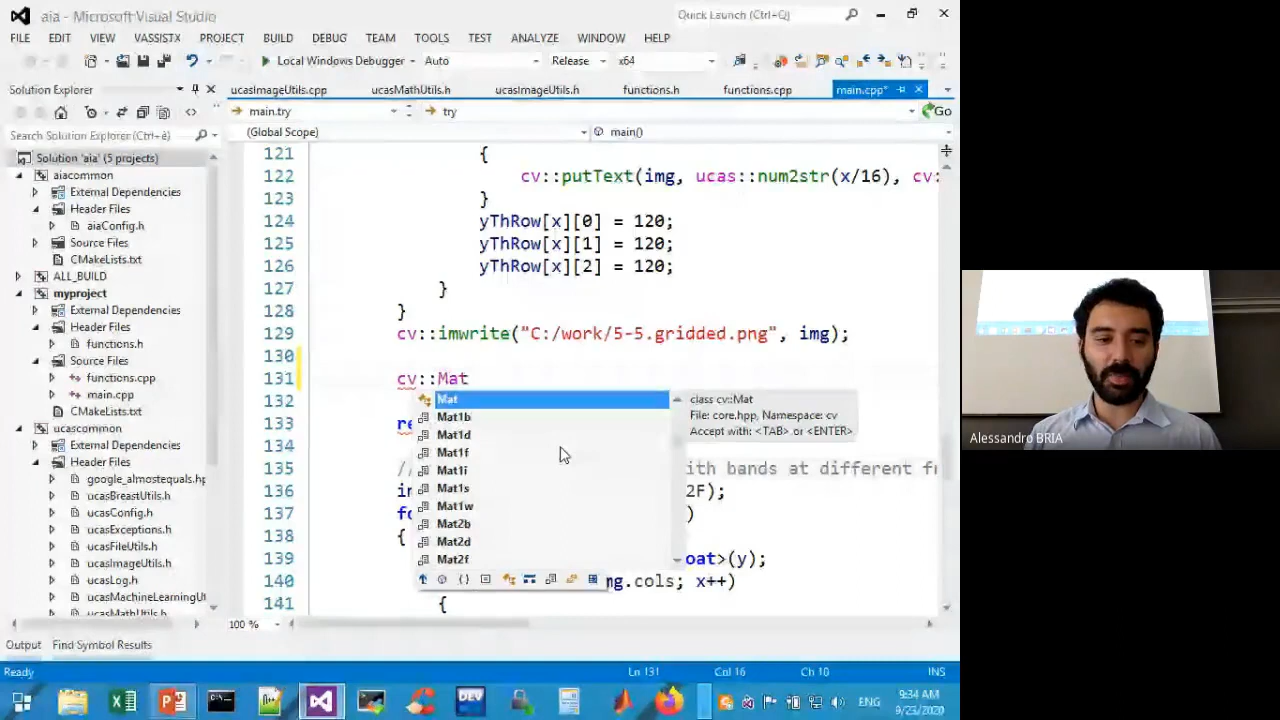 aia - Microsoft Visual Studio
Quick Launch (Ctrl+Q)
FILE EDIT VIEW VASSISTX PROJECT BUILD DEBUG TEAM TOOLS TEST ANALYZE WINDOW HELP
Local Windows Debugger Auto Release x64
Solution Explorer
Search Solution Explorer (Ctrl+è)
Solution 'aia' (5 projects)
aiacommon
External Dependencies
Header Files
aiaConfig.h
Source Files
CMakeLists.txt
ALL_BUILD
myproject
External Dependencies
Header Files
functions.h
Source Files
functions.cpp
main.cpp
CMakeLists.txt
ucascommon
External Dependencies
Header Files
google_almostequals.hp
ucasBreastUtils.h
ucasConfig.h
ucasExceptions.h
ucasFileUtils.h
ucasImageUtils.h
ucasLog.h
ucasMachineLearningUt
ucasMathUtils.h
ucasImageUtils.cpp ucasMathUtils.h ucasImageUtils.h functions.h functions.cpp main.cpp*
main.try try Go
(Global Scope) main()
121 {
122 cv::putText(img, ucas::num2str(x/16), cv:
123 }
124 yThRow[x][0] = 120;
125 yThRow[x][1] = 120;
126 yThRow[x][2] = 120;
127 }
128 }
129 cv::imwrite("C:/work/5-5.gridded.png", img);
130
131 cv::Mat
132
133 re
134
135 // ith bands at different fr
136 in 2F);
137 fo )
138 {
139 oat>(y);
140 ng.cols; x++)
141 {
Mat
Mat1b
Mat1d
Mat1f
Mat1i
Mat1s
Mat1w
Mat2b
Mat2d
Mat2f
class cv::Mat
File: core.hpp, Namespace: cv
Accept with: <TAB> or <ENTER>
100 %
Output Find Symbol Results
Ready Ln 131 Col 16 Ch 10 INS
DEV
ENG
9:34 AM
9/23/2020
Alessandro BRIA